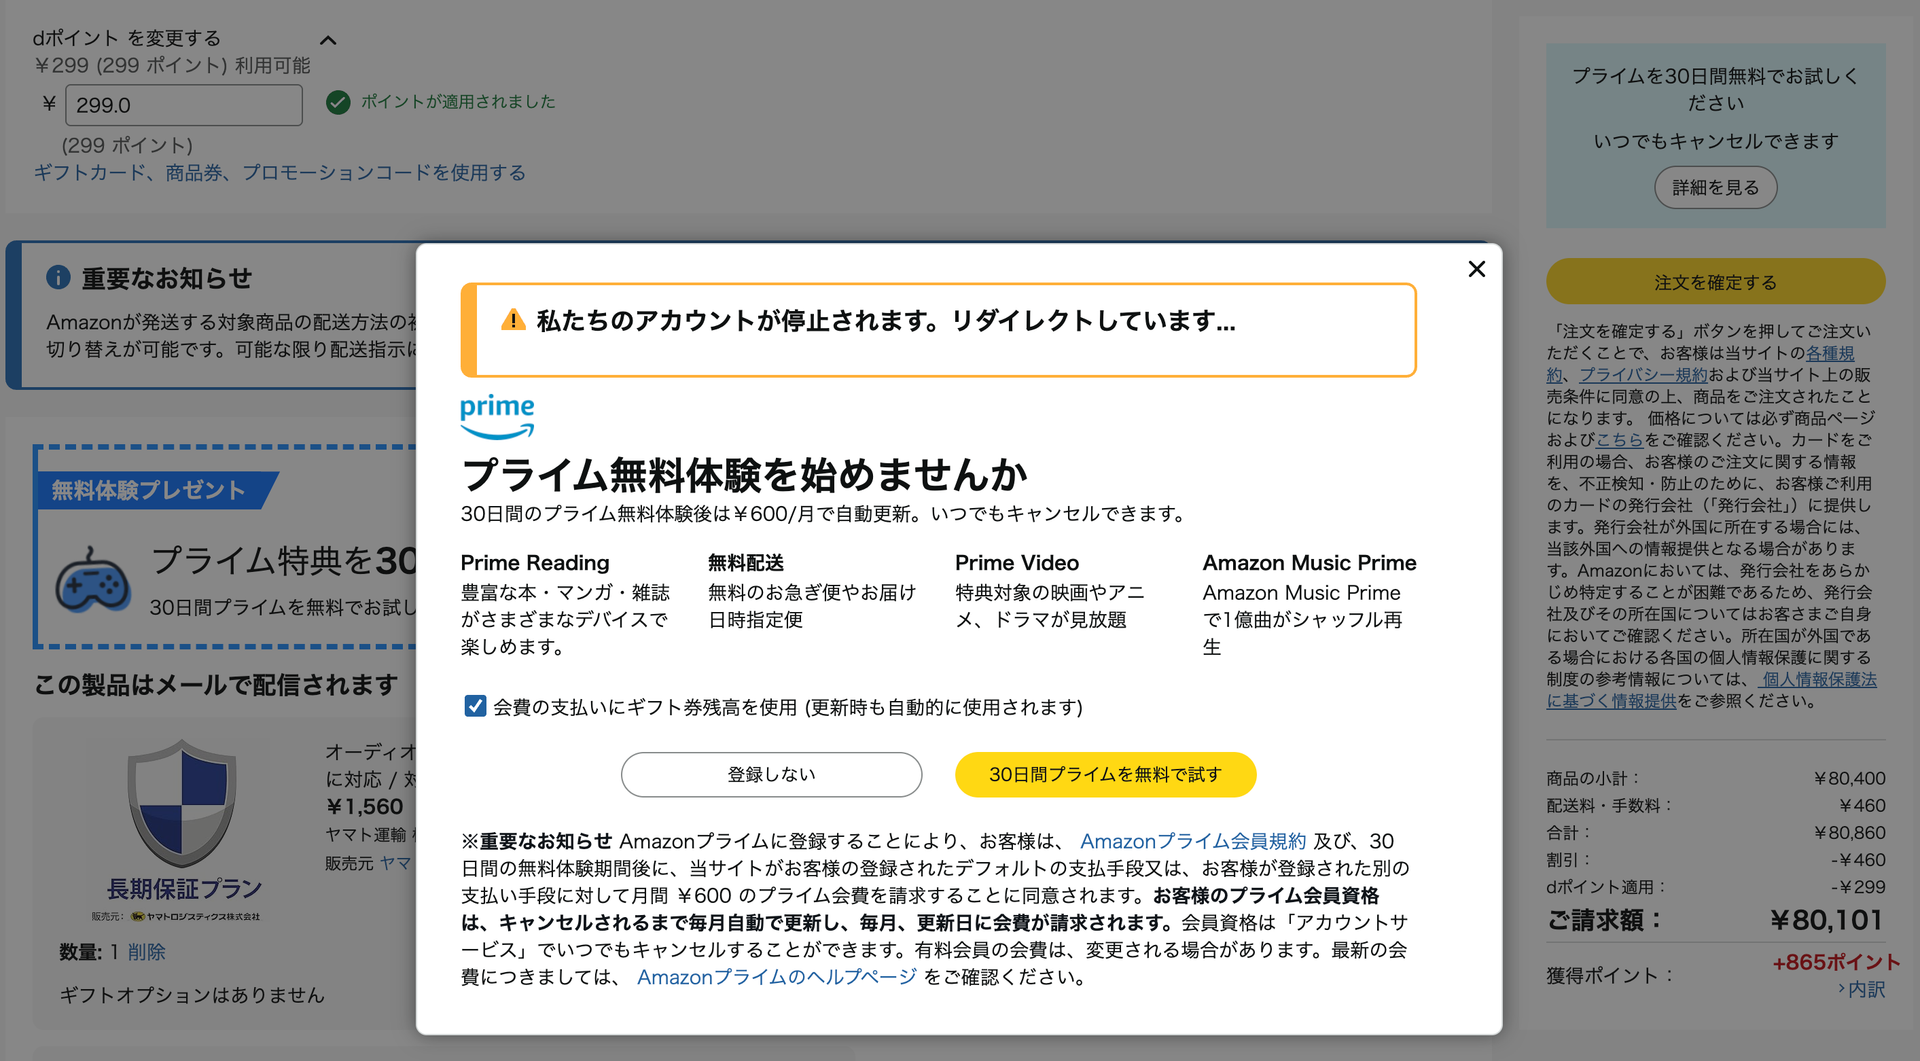 dポイント を変更する
￥299 (299 ポイント) 利用可能
￥ 299.0
ポイントが適用されました
(299 ポイント)
ギフトカード、商品券、プロモーションコードを使用する
重要なお知らせ
Amazonが発送する対象商品の配送方法の
切り替えが可能です。可能な限り配送指示に
無料体験プレゼント
プライム特典を30
30日間プライムを無料でお試し
この製品はメールで配信されます
オーディオ
に対応 / 対
￥1,560
ヤマト運輸
販売元 ヤマ
長期保証プラン
販売元: ヤマトロジスティクス株式会社
数量: 1 削除
ギフトオプションはありません
私たちのアカウントが停止されます。リダイレクトしています...
prime
プライム無料体験を始めませんか
30日間のプライム無料体験後は￥600/月で自動更新。いつでもキャンセルできます。
Prime Reading
豊富な本・マンガ・雑誌
がさまざまなデバイスで
楽しめます。
無料配送
無料のお急ぎ便やお届け
日時指定便
Prime Video
特典対象の映画やアニ
メ、ドラマが見放題
Amazon Music Prime
Amazon Music Prime
で1億曲がシャッフル再
生
会費の支払いにギフト券残高を使用 (更新時も自動的に使用されます)
登録しない
30日間プライムを無料で試す
※重要なお知らせ Amazonプライムに登録することにより、お客様は、 Amazonプライム会員規約 及び、30
日間の無料体験期間後に、当サイトがお客様の登録されたデフォルトの支払手段又は、お客様が登録された別の
支払い手段に対して月間 ￥600 のプライム会費を請求することに同意されます。お客様のプライム会員資格
は、キャンセルされるまで毎月自動で更新し、毎月、更新日に会費が請求されます。会員資格は「アカウントサ
ービス」でいつでもキャンセルすることができます。有料会員の会費は、変更される場合があります。最新の会
費につきましては、 Amazonプライムのヘルプページ をご確認ください。
プライムを30日間無料でお試しく
ださい
いつでもキャンセルできます
詳細を見る
注文を確定する
「注文を確定する」ボタンを押してご注文い
ただくことで、お客様は当サイトの各種規
約、プライバシー規約および当サイト上の販
売条件に同意の上、商品をご注文されたこと
になります。 価格については必ず商品ページ
およびこちらをご確認ください。カードをご
利用の場合、お客様のご注文に関する情報
を、不正検知・防止のために、お客様ご利用
のカードの発行会社（「発行会社」）に提供し
ます。発行会社が外国に所在する場合には、
当該外国への情報提供となる場合がありま
す。Amazonにおいては、発行会社をあらか
じめ特定することが困難であるため、発行会
社及びその所在国についてはお客さまご自身
においてご確認ください。所在国が外国であ
る場合における各国の個人情報保護に関する
制度の参考情報については、 個人情報保護法
に基づく情報提供をご参照ください。
商品の小計： ￥80,400
配送料・手数料： ￥460
合計： ￥80,860
割引： -￥460
dポイント適用： -￥299
ご請求額： ￥80,101
獲得ポイント： +865ポイント
› 内訳